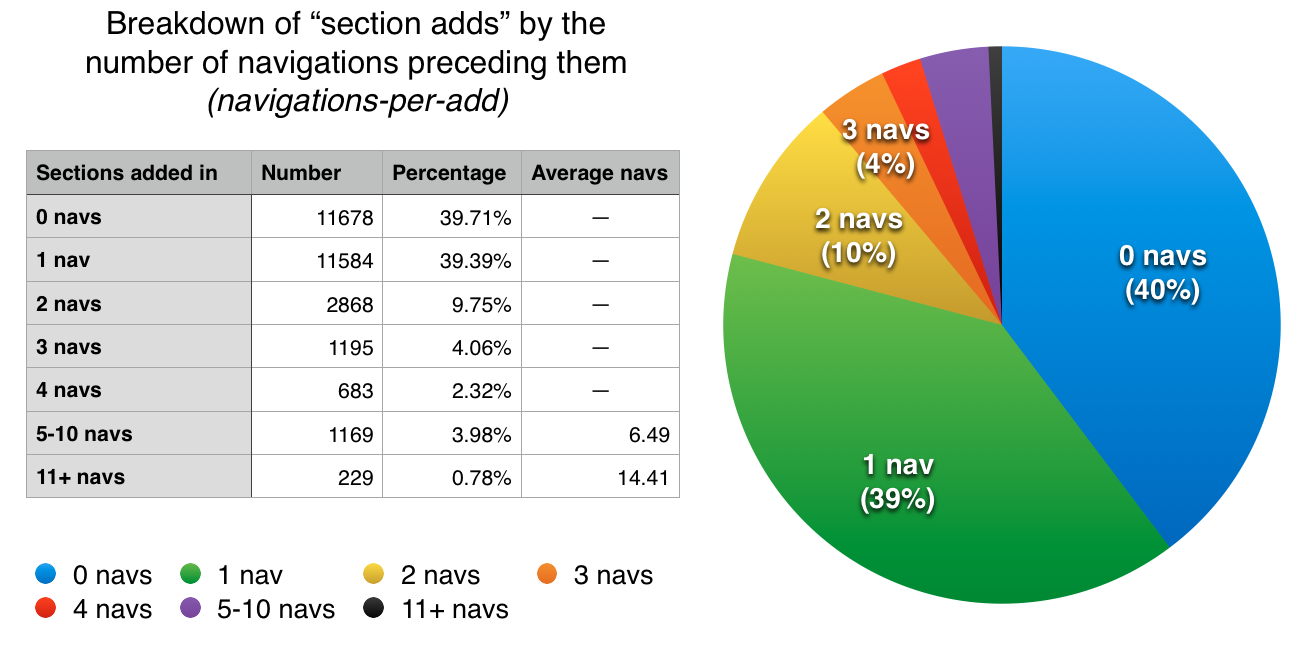 Breakdown of “section adds” by the
number of navigations preceding them
(navigations-per-add)
Sections added in Number Percentage Average navs
0 navs 11678 39.71% —
1 nav 11584 39.39% —
2 navs 2868 9.75% —
3 navs 1195 4.06% —
4 navs 683 2.32% —
5-10 navs 1169 3.98% 6.49
11+ navs 229 0.78% 14.41
0 navs 1 nav 2 navs 3 navs
4 navs 5-10 navs 11+ navs
3 navs
(4%)
2 navs
(10%)
0 navs
(40%)
1 nav
(39%)